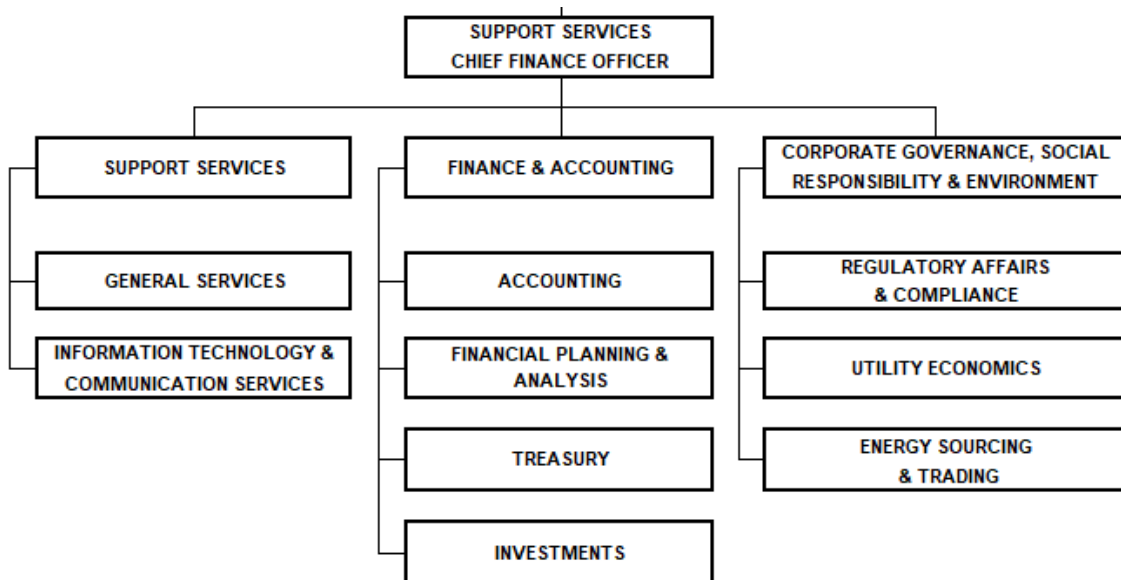 SUPPORT SERVICES
CHIEF FINANCE OFFICER
SUPPORT SERVICES
GENERAL SERVICES
INFORMATION TECHNOLOGY &
COMMUNICATION SERVICES
FINANCE & ACCOUNTING
ACCOUNTING
FINANCIAL PLANNING &
ANALYSIS
TREASURY
INVESTMENTS
CORPORATE GOVERNANCE, SOCIAL
RESPONSIBILITY & ENVIRONMENT
REGULATORY AFFAIRS
& COMPLIANCE
UTILITY ECONOMICS
ENERGY SOURCING
& TRADING